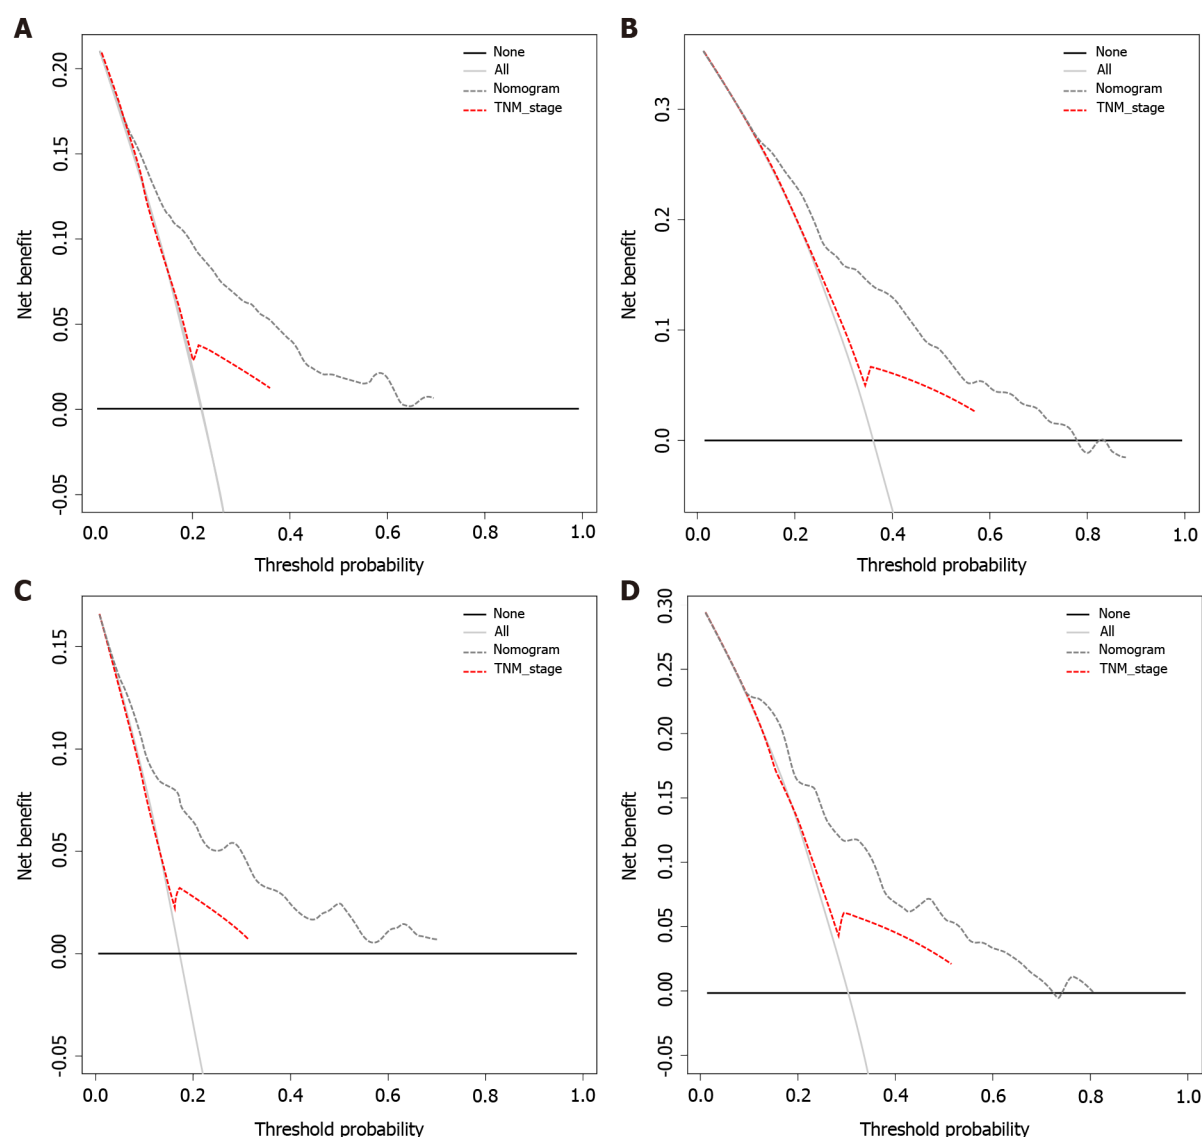 A
None
All
Nomogram
TNM_stage
0.20
0.15
0.10
0.05
0.00
-0.05
Net benefit
0.0 0.2 0.4 0.6 0.8 1.0
Threshold probability
B
None
All
Nomogram
TNM_stage
0.3
0.2
0.1
0.0
Net benefit
0.0 0.2 0.4 0.6 0.8 1.0
Threshold probability
C
None
All
Nomogram
TNM_stage
0.15
0.10
0.05
0.00
-0.05
Net benefit
0.0 0.2 0.4 0.6 0.8 1.0
Threshold probability
D
None
All
Nomogram
TNM_stage
0.30
0.25
0.20
0.15
0.10
0.05
0.00
-0.05
Net benefit
0.0 0.2 0.4 0.6 0.8 1.0
Threshold probability